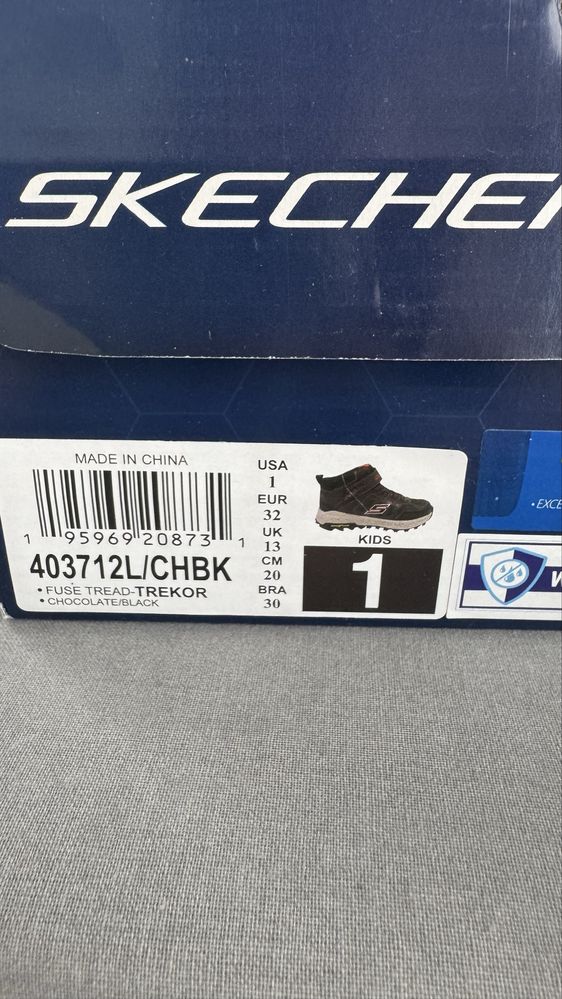 SKECHE
MADE IN CHINA
1 95969 20873 1
403712L/CHBK
• FUSE TREAD-TREKOR
• CHOCOLATE/BLACK
USA
1
EUR
32
UK
13
CM
20
BRA
30
S
KIDS
1
• EXCE
W